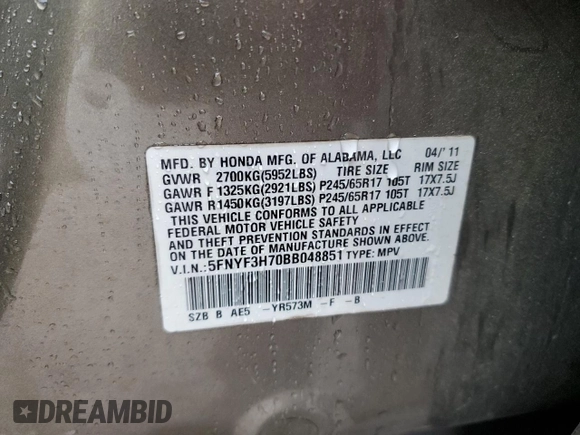 MFD. BY HONDA MFG. OF ALABAMA, LLC 04/'11
GVWR 2700KG(5952LBS) TIRE SIZE RIM SIZE
GAWR F 1325KG(2921LBS) P245/65R17 105T 17X7.5J
GAWR R1450KG(3197LBS) P245/65R17 105T 17X7.5J
THIS VEHICLE CONFORMS TO ALL APPLICABLE
FEDERAL MOTOR VEHICLE SAFETY
AND THEFT PREVENTION STANDARDS IN EFFECT
ON THE DATE OF MANUFACTURE SHOWN ABOVE.
V.I.N.:5FNYF3H70BB048851 TYPE: MPV
SZB B AE5 -YR573M -F -B
DREAMBID